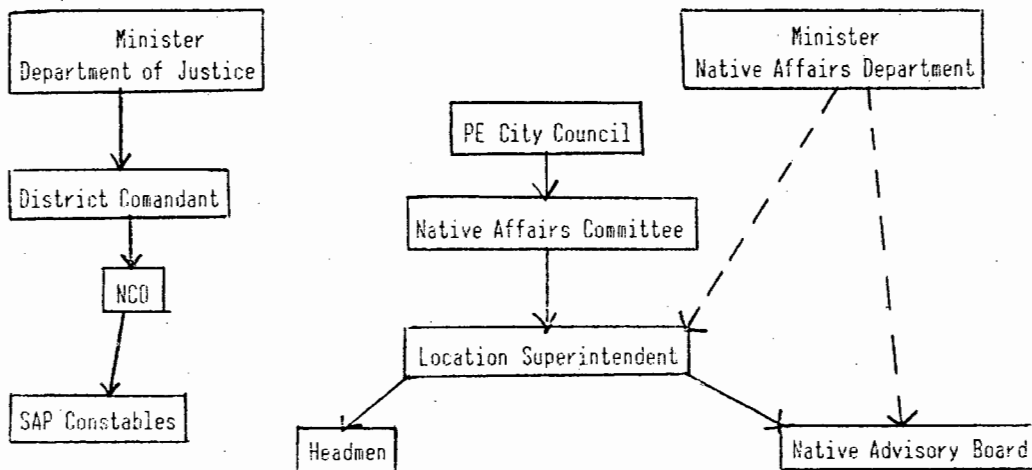 Minister
Department of Justice
Minister
Native Affairs Department
PE City Council
District Comandant
Native Affairs Committee
NCO
Location Superintendent
SAP Constables
Headmen
Native Advisory Board